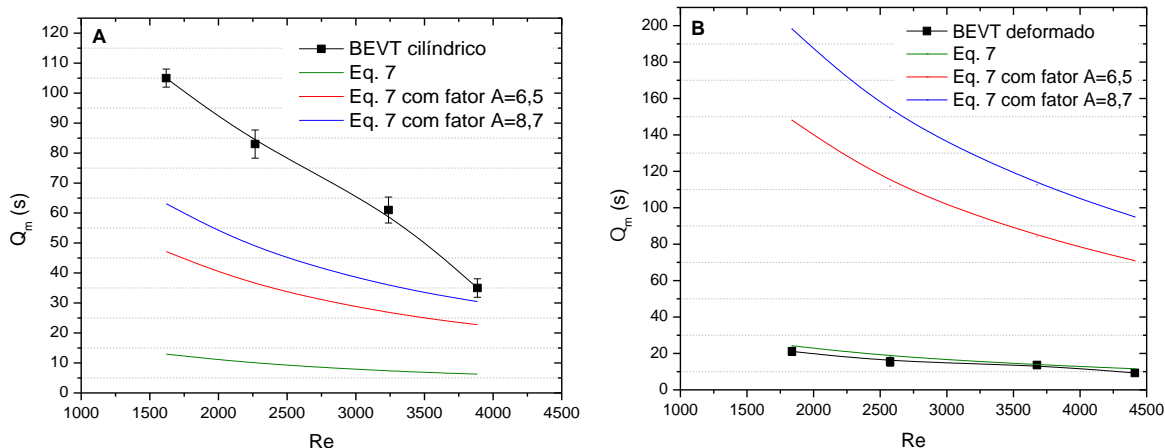 A
BEVT cilíndrico
Eq. 7
Eq. 7 com fator A=6,5
Eq. 7 com fator A=8,7
120
110
100
90
80
70
60
50
40
30
20
10
0
Q_m (s)
1000 1500 2000 2500 3000 3500 4000 4500
Re
B
BEVT deformado
Eq. 7
Eq. 7 com fator A=6,5
Eq. 7 com fator A=8,7
200
180
160
140
120
100
80
60
40
20
0
Q_m (s)
1000 1500 2000 2500 3000 3500 4000 4500
Re